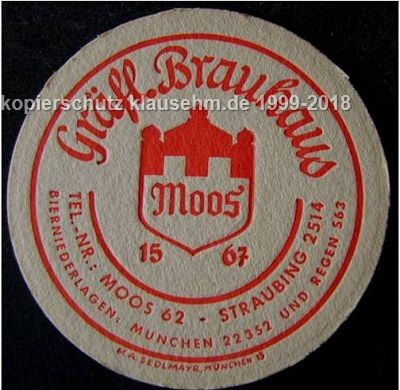 Gräfl. Brauhaus
kopierschutz klausehm.de 1999-2018
Moos
15 67
TEL.-NR.: MOOS 62 - STRAUBING 2514
BIERNIEDERLAGEN: MÜNCHEN 22352 UND REGEN 563
M.A. SEDLMAYR, MÜNCHEN 15